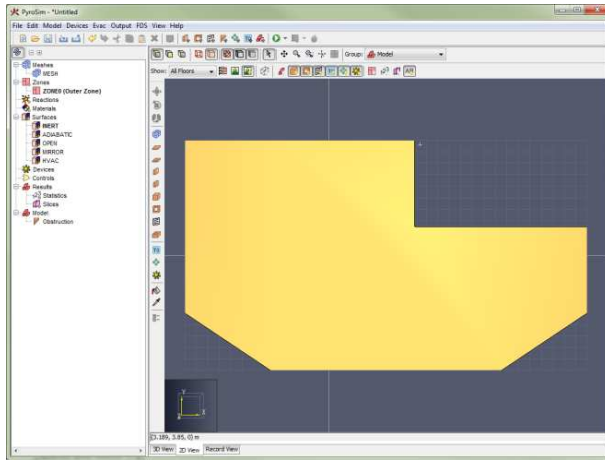 PyroSim - *Untitled
File Edit Model Devices Evac Output FDS View Help
Group: Model
Show: All Floors
Meshes
MESH
Zones
ZONE0 (Outer Zone)
Reactions
Materials
Surfaces
INERT
ADIABATIC
OPEN
MIRROR
HVAC
Devices
Controls
Results
Statistics
Slices
Model
Obstruction
Y
X
(3.189, 3.85, 0) m
3D View 2D View Record View